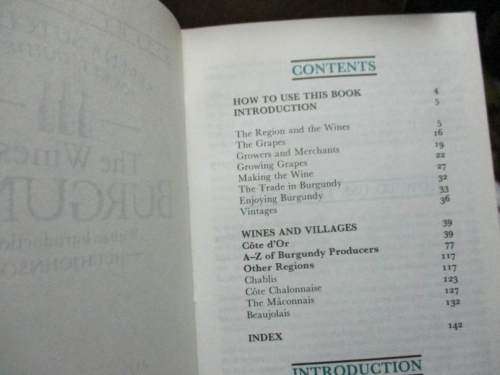 The Wines
BURGU
CONTENTS
HOW TO USE THIS BOOK 4
INTRODUCTION 5
The Region and the Wines 5
The Grapes 16
Growers and Merchants 19
Growing Grapes 22
Making the Wine 27
The Trade in Burgundy 32
Enjoying Burgundy 33
Vintages 36
WINES AND VILLAGES 39
Côte d'Or 39
A–Z of Burgundy Producers 77
Other Regions 117
Chablis 117
Côte Chalonnaise 123
The Mâconnais 127
Beaujolais 132
INDEX 142
INTRODUCTION